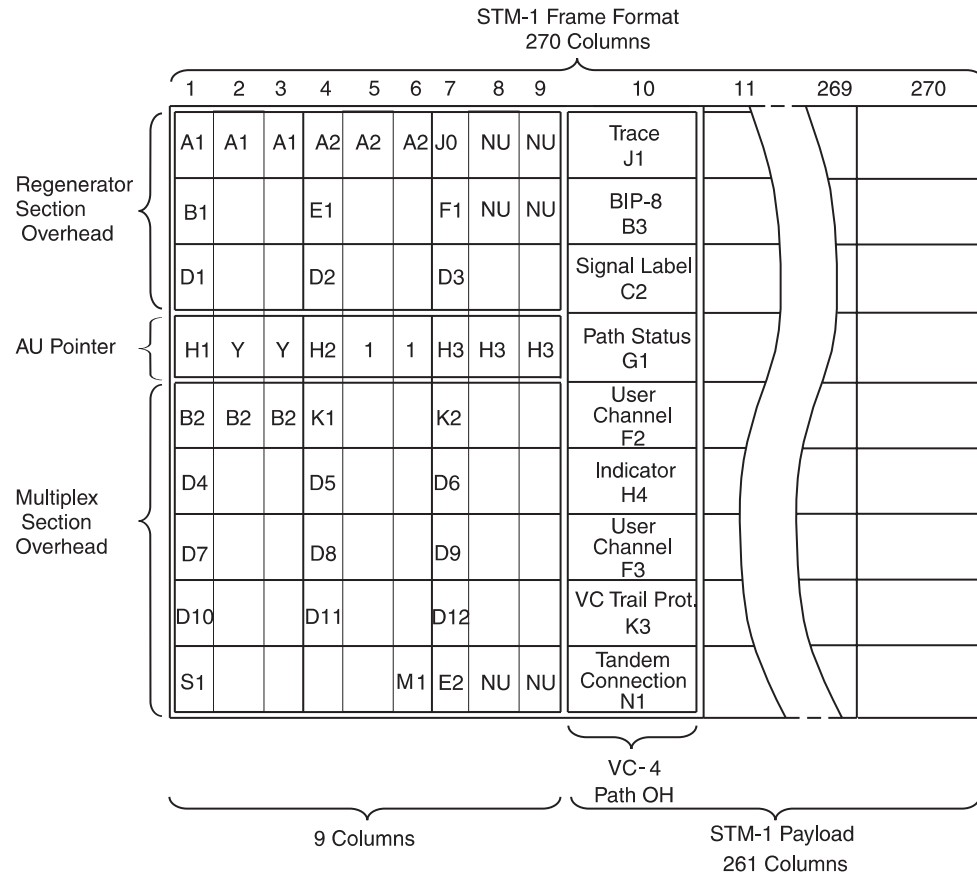 STM-1 Frame Format
270 Columns
1 2 3 4 5 6 7 8 9 10 11 269 270
Regenerator
Section
Overhead
A1 A1 A1 A2 A2 A2 J0 NU NU
Trace
J1
B1 E1 F1 NU NU
BIP-8
B3
D1 D2 D3
Signal Label
C2
AU Pointer
H1 Y Y H2 1 1 H3 H3 H3
Path Status
G1
Multiplex
Section
Overhead
B2 B2 B2 K1 K2
User
Channel
F2
D4 D5 D6
Indicator
H4
D7 D8 D9
User
Channel
F3
D10 D11 D12
VC Trail Prot.
K3
S1 M1 E2 NU NU
Tandem
Connection
N1
VC-4
Path OH
9 Columns
STM-1 Payload
261 Columns